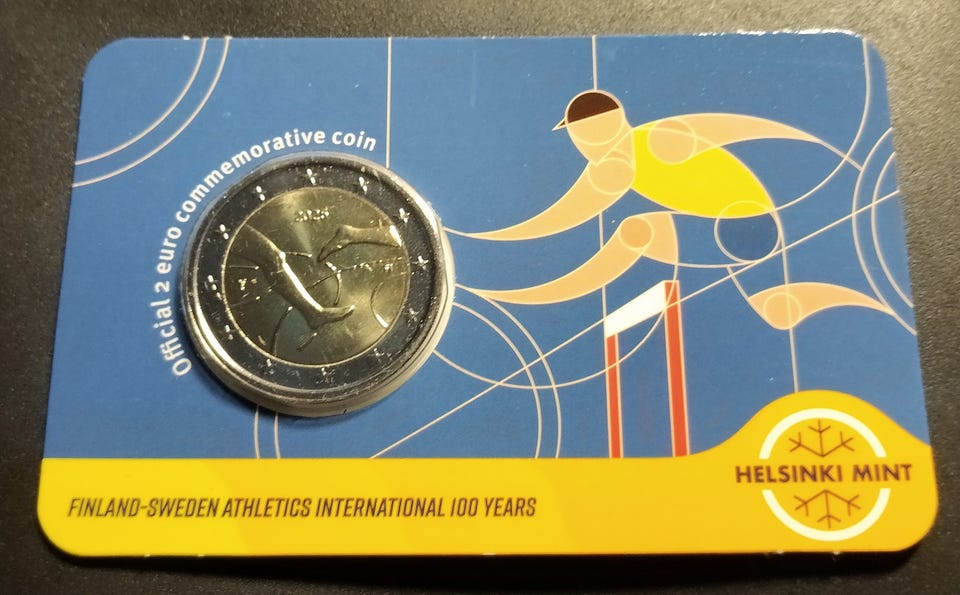 Official 2 euro commemorative coin
2025
HELSINKI MINT
FINLAND-SWEDEN ATHLETICS INTERNATIONAL 100 YEARS